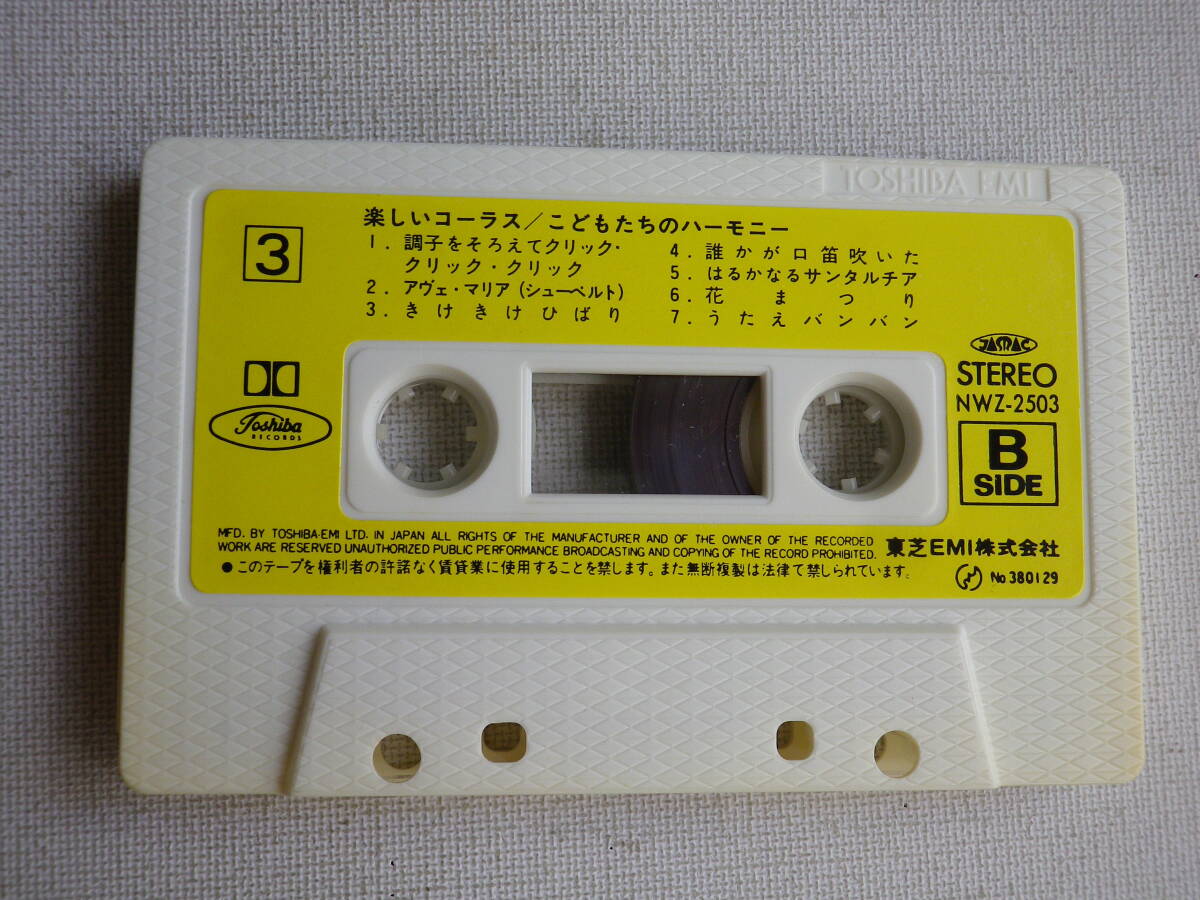 TOSHIBA EMI
3
楽しいコーラス/こどもたちのハーモニー
1. 調子をそろえてクリック・
クリック・クリック
2. アヴェ・マリア(シューベルト)
3. きけきけひばり
4. 誰かが口笛吹いた
5. はるかなるサンタルチア
6. 花まつり
7. うたえバンバン
Toshiba
RECORDS
JASRAC
STEREO
NWZ-2503
B
SIDE
MFD. BY TOSHIBA-EMI LTD. IN JAPAN ALL RIGHTS OF THE MANUFACTURER AND OF THE OWNER OF THE RECORDED
WORK ARE RESERVED UNAUTHORIZED PUBLIC PERFORMANCE BROADCASTING AND COPYING OF THE RECORD PROHIBITED.
東芝EMI株式会社
●このテープを権利者の許諾なく賃貸業に使用することを禁します。また無断複製は法律て禁しられています。
No 380129